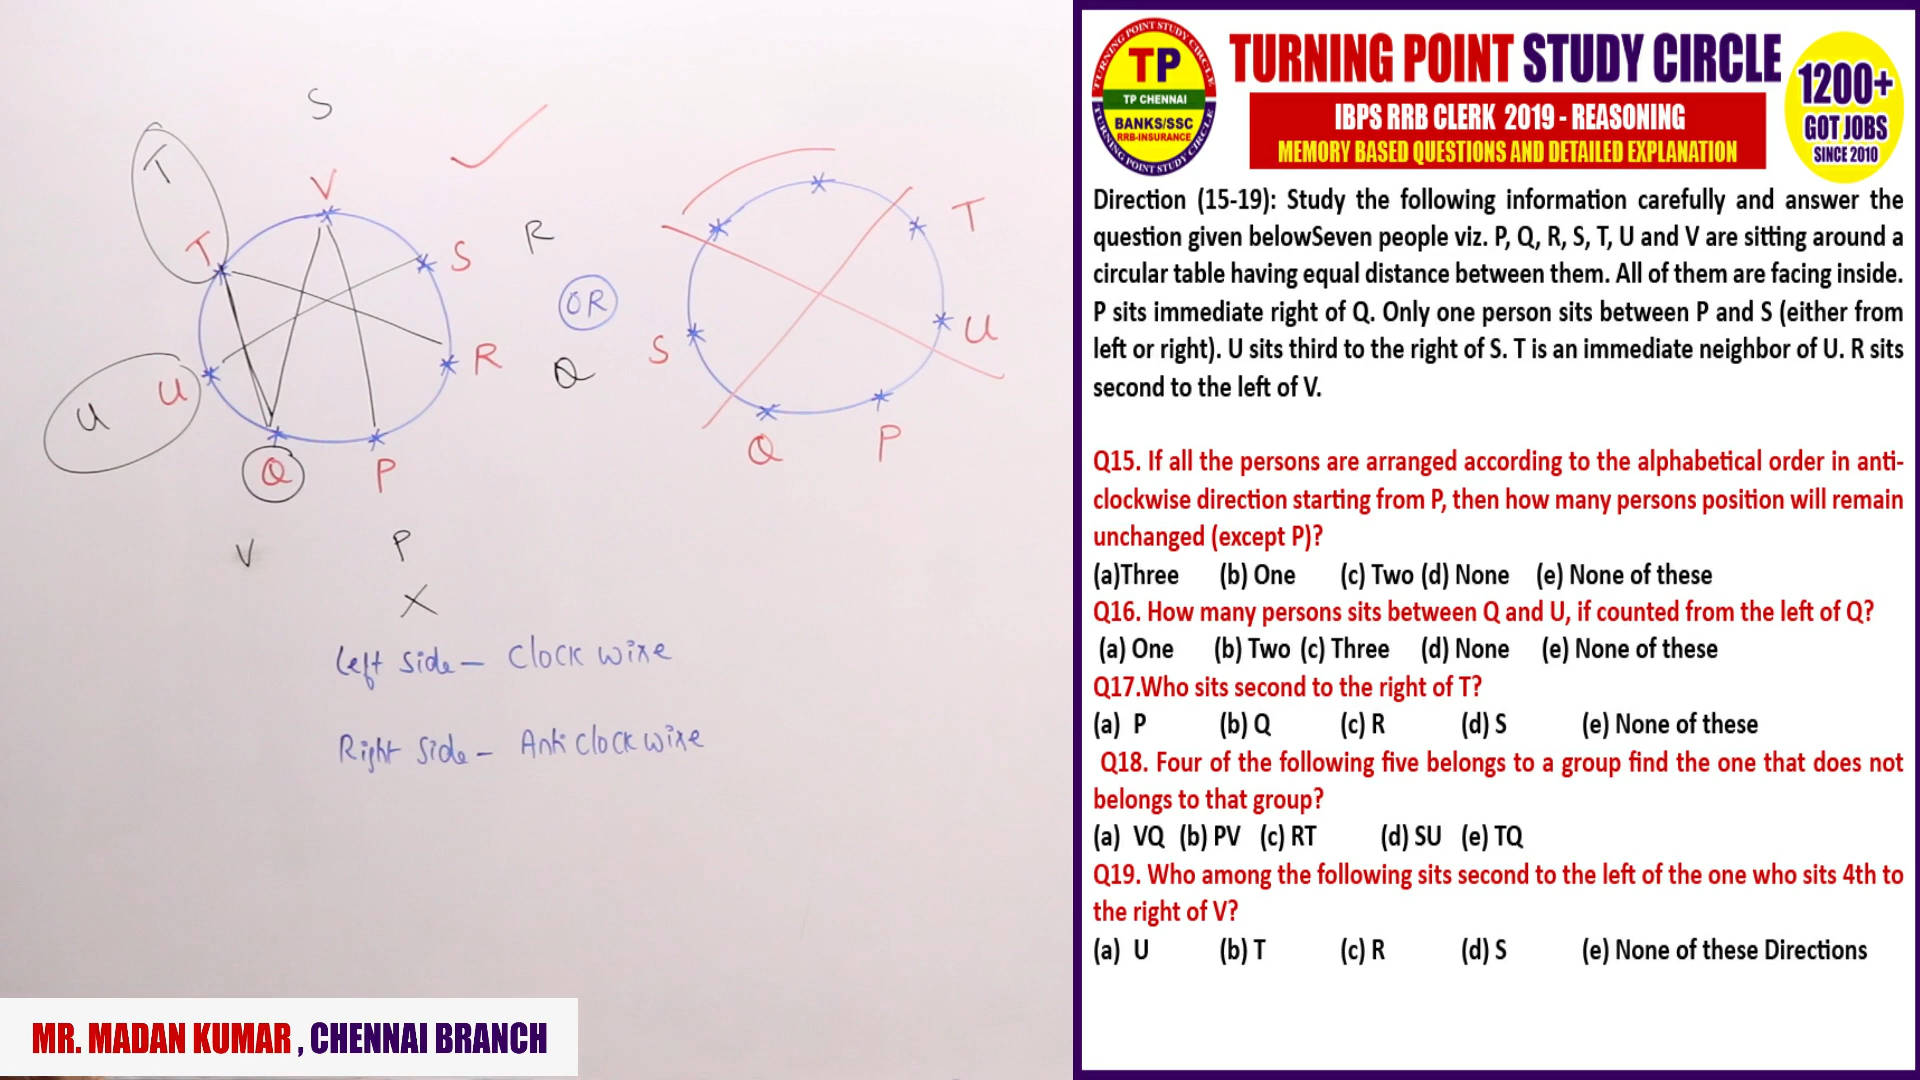 S
T
V
T
S
R
U
U
R
Q
Q
P
V
P
X
OR
T
U
S
Q
P
Left side – Clock wise
Right side – Anti clock wise
MR. MADAN KUMAR , CHENNAI BRANCH
TURNING POINT STUDY CIRCLE
TURNING POINT STUDY CIRCLE
TP
TP CHENNAI
BANKS/SSC
RRB-INSURANCE
TURNING POINT STUDY CIRCLE
IBPS RRB CLERK 2019 - REASONING
MEMORY BASED QUESTIONS AND DETAILED EXPLANATION
1200+
GOT JOBS
SINCE 2010
Direction (15-19): Study the following information carefully and answer the
question given belowSeven people viz. P, Q, R, S, T, U and V are sitting around a
circular table having equal distance between them. All of them are facing inside.
P sits immediate right of Q. Only one person sits between P and S (either from
left or right). U sits third to the right of S. T is an immediate neighbor of U. R sits
second to the left of V.
Q15. If all the persons are arranged according to the alphabetical order in anti-
clockwise direction starting from P, then how many persons position will remain
unchanged (except P)?
(a)Three (b) One (c) Two (d) None (e) None of these
Q16. How many persons sits between Q and U, if counted from the left of Q?
(a) One (b) Two (c) Three (d) None (e) None of these
Q17.Who sits second to the right of T?
(a) P (b) Q (c) R (d) S (e) None of these
Q18. Four of the following five belongs to a group find the one that does not
belongs to that group?
(a) VQ (b) PV (c) RT (d) SU (e) TQ
Q19. Who among the following sits second to the left of the one who sits 4th to
the right of V?
(a) U (b) T (c) R (d) S (e) None of these Directions